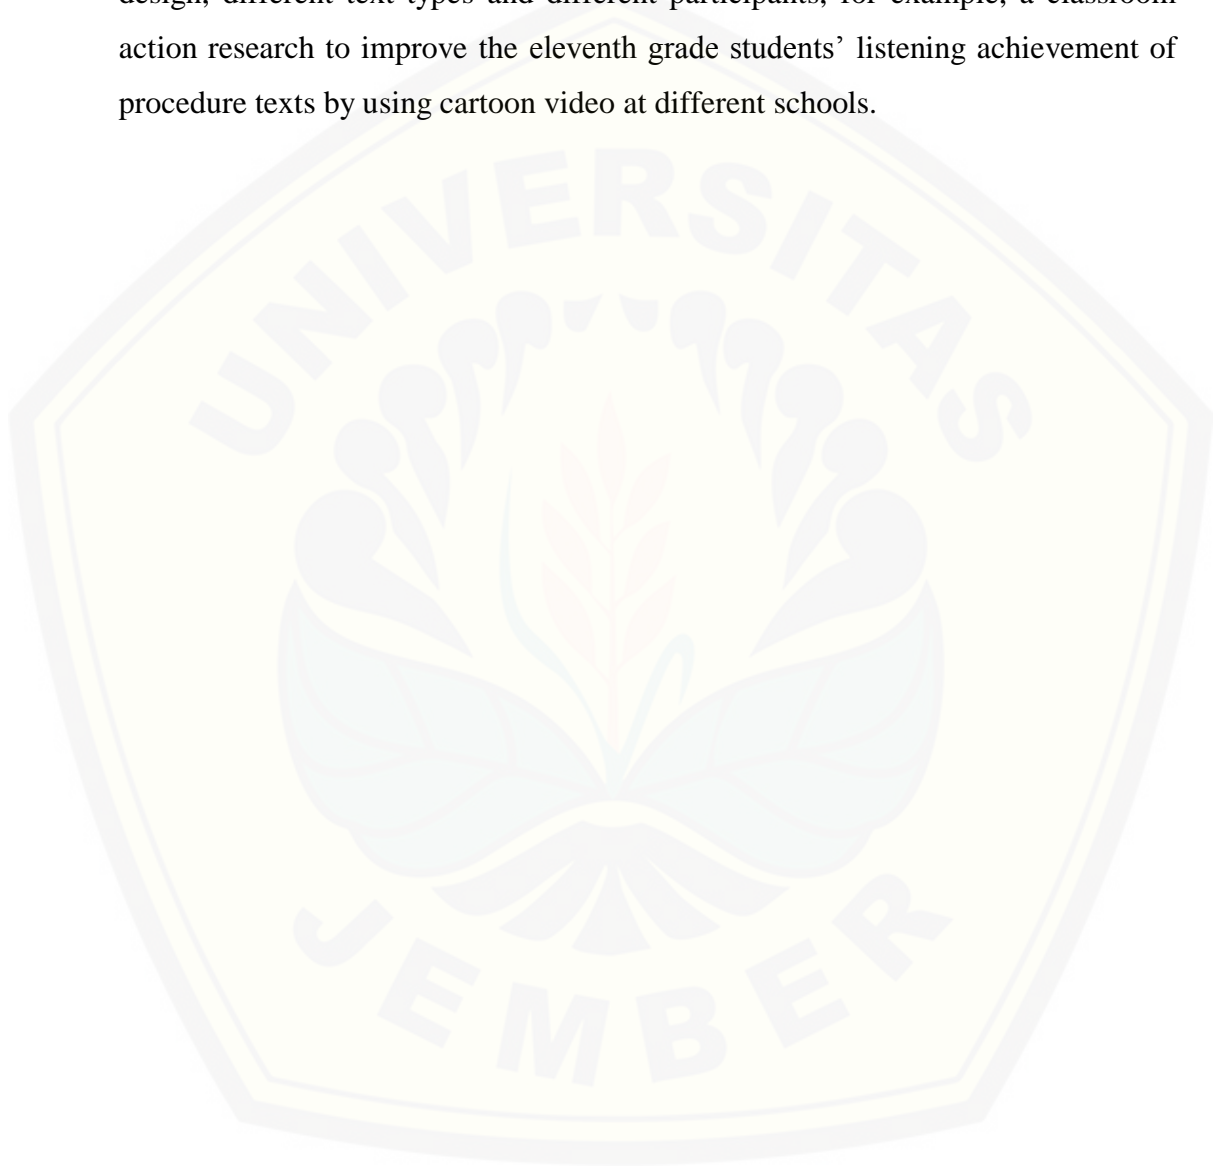 design, different text types and different participants, for example, a classroom
action research to improve the eleventh grade students’ listening achievement of
procedure texts by using cartoon video at different schools.
UNIVERSITAS
JEMBER